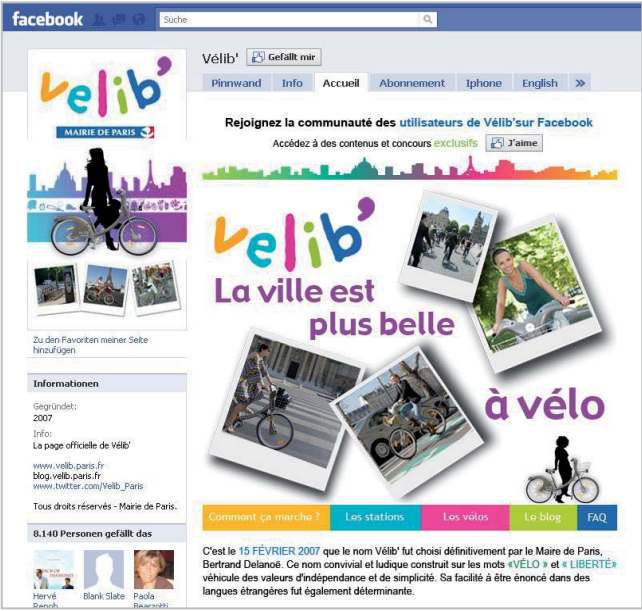 facebook
Suche
velib'
MAIRIE DE PARIS
Zu den Favoriten meiner Seite
hinzufügen
Informationen
Gegründet:
2007
Info:
La page officielle de Vélib'
www.velib.paris.fr
blog.velib.paris.fr
www.twitter.com/Velib_Paris
Tous droits réservés - Mairie de Paris.
8.140 Personen gefällt das
Hervé
Blank Slate
Paola
Vélib' Gefällt mir
Pinnwand Info Accueil Abonnement Iphone English »
Rejoignez la communauté des utilisateurs de Vélib'sur Facebook
Accédez à des contenus et concours exclusifs J'aime
velib'
La ville est
plus belle
à vélo
Comment ça marche ? Les stations Les vélos Le blog FAQ
C'est le 15 FÉVRIER 2007 que le nom Vélib' fut choisi définitivement par le Maire de Paris,
Bertrand Delanoë. Ce nom convivial et ludique construit sur les mots «VÉLO » et « LIBERTÉ»
véhicule des valeurs d'indépendance et de simplicité. Sa facilité à être énoncé dans des
langues étrangères fut également déterminante.